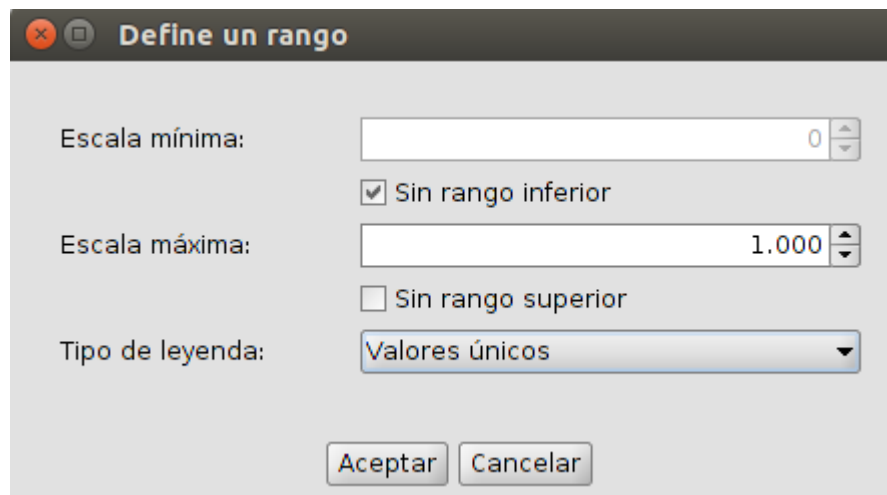 Define un rango
Escala mínima: 0
Sin rango inferior
Escala máxima: 1.000
Sin rango superior
Tipo de leyenda: Valores únicos
Aceptar Cancelar